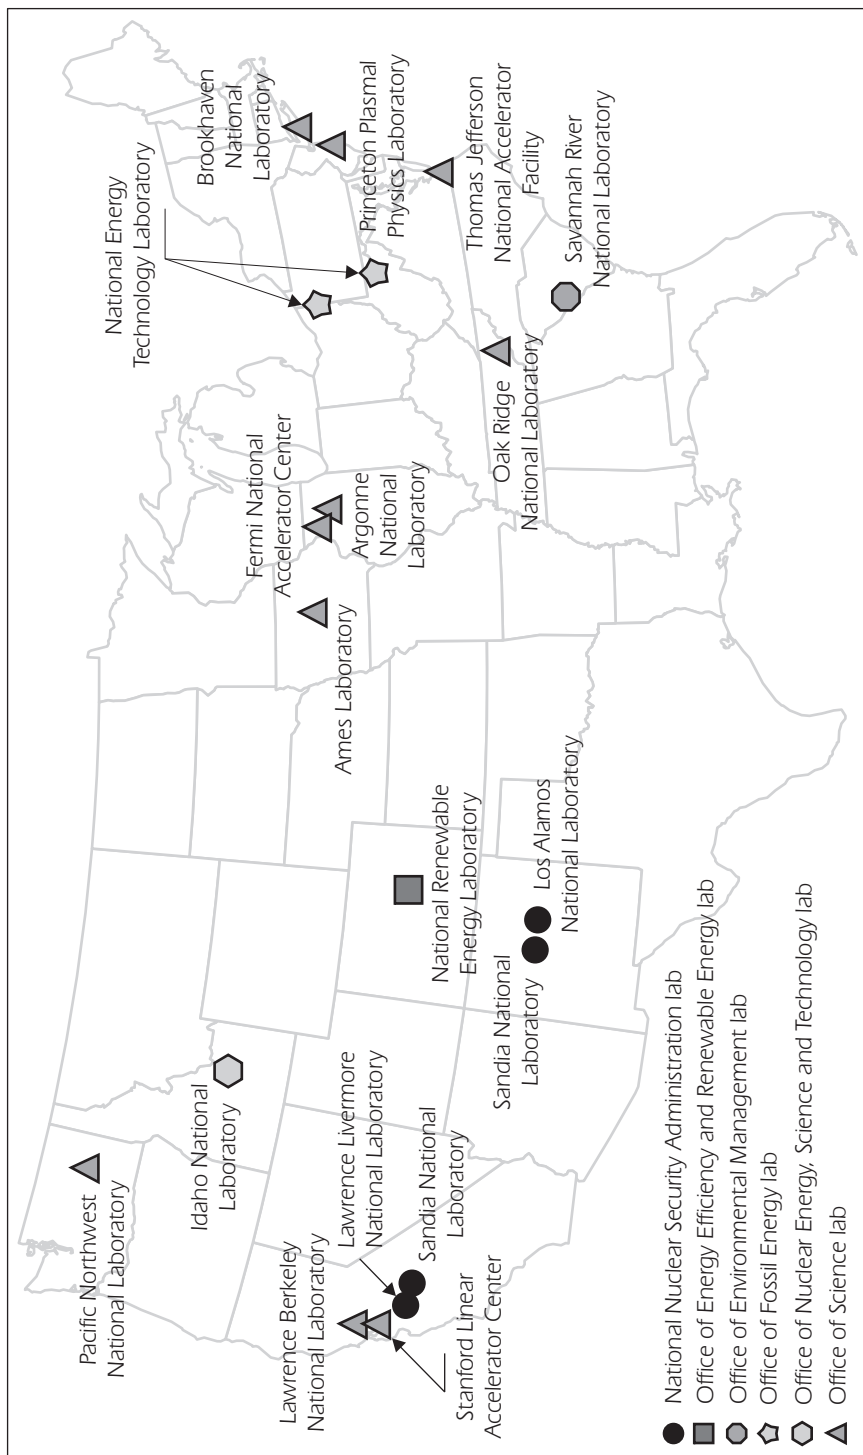 Pacific Northwest
National Laboratory
Idaho National
Laboratory
Lawrence Berkeley
National Laboratory
Lawrence Livermore
National Laboratory
Sandia National
Laboratory
Stanford Linear
Accelerator Center
National Renewable
Energy Laboratory
Sandia National
Laboratory
Los Alamos
National Laboratory
Ames Laboratory
Fermi National
Accelerator Center
Argonne
National
Laboratory
National Energy
Technology Laboratory
Brookhaven
National
Laboratory
Princeton Plasmal
Physics Laboratory
Thomas Jefferson
National Accelerator
Facility
Oak Ridge
National Laboratory
Savannah River
National Laboratory
National Nuclear Security Administration lab
Office of Energy Efficiency and Renewable Energy lab
Office of Environmental Management lab
Office of Fossil Energy lab
Office of Nuclear Energy, Science and Technology lab
Office of Science lab